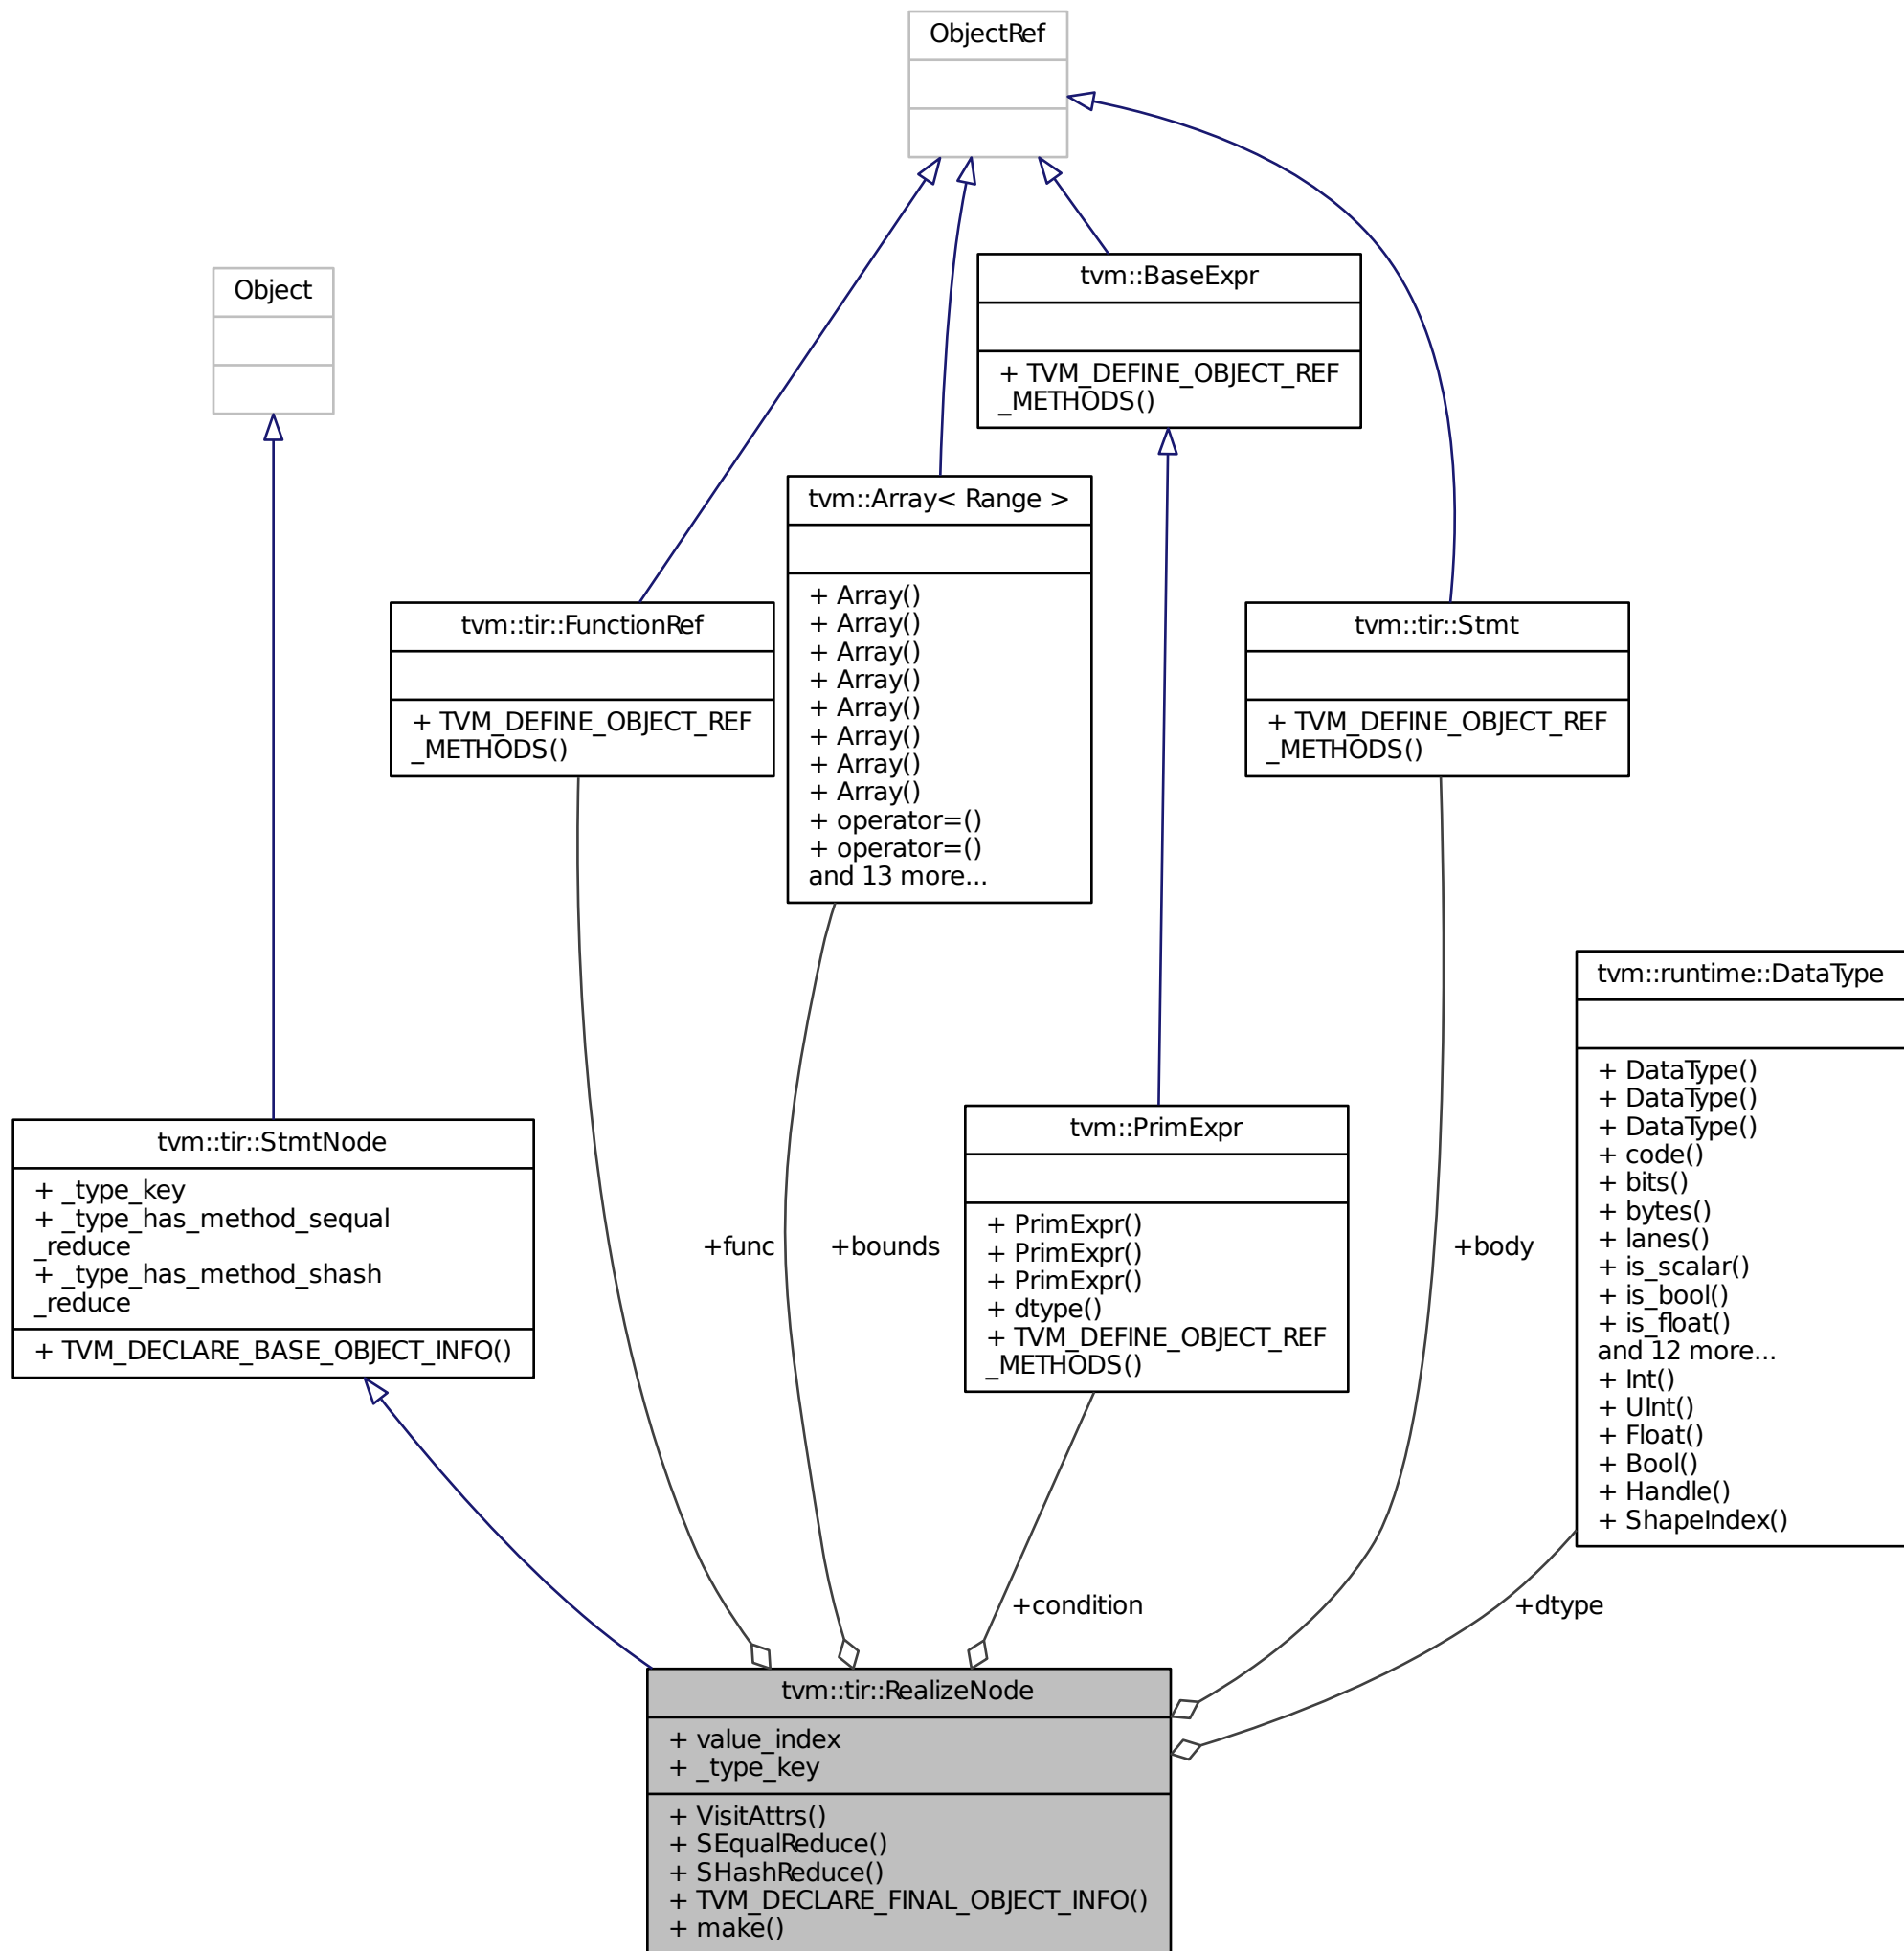 ObjectRef
Object
tvm::BaseExpr
+ TVM_DEFINE_OBJECT_REF
_METHODS()
tvm::Array< Range >
+ Array()
+ Array()
+ Array()
+ Array()
+ Array()
+ Array()
+ Array()
+ Array()
+ operator=()
+ operator=()
and 13 more...
tvm::tir::FunctionRef
+ TVM_DEFINE_OBJECT_REF
_METHODS()
tvm::tir::Stmt
+ TVM_DEFINE_OBJECT_REF
_METHODS()
tvm::runtime::DataType
+ DataType()
+ DataType()
+ DataType()
+ code()
+ bits()
+ bytes()
+ lanes()
+ is_scalar()
+ is_bool()
+ is_float()
and 12 more...
+ Int()
+ UInt()
+ Float()
+ Bool()
+ Handle()
+ ShapeIndex()
tvm::tir::StmtNode
+ _type_key
+ _type_has_method_sequal
_reduce
+ _type_has_method_shash
_reduce
+ TVM_DECLARE_BASE_OBJECT_INFO()
tvm::PrimExpr
+ PrimExpr()
+ PrimExpr()
+ PrimExpr()
+ dtype()
+ TVM_DEFINE_OBJECT_REF
_METHODS()
+func
+bounds
+body
+condition
+dtype
tvm::tir::RealizeNode
+ value_index
+ _type_key
+ VisitAttrs()
+ SEqualReduce()
+ SHashReduce()
+ TVM_DECLARE_FINAL_OBJECT_INFO()
+ make()